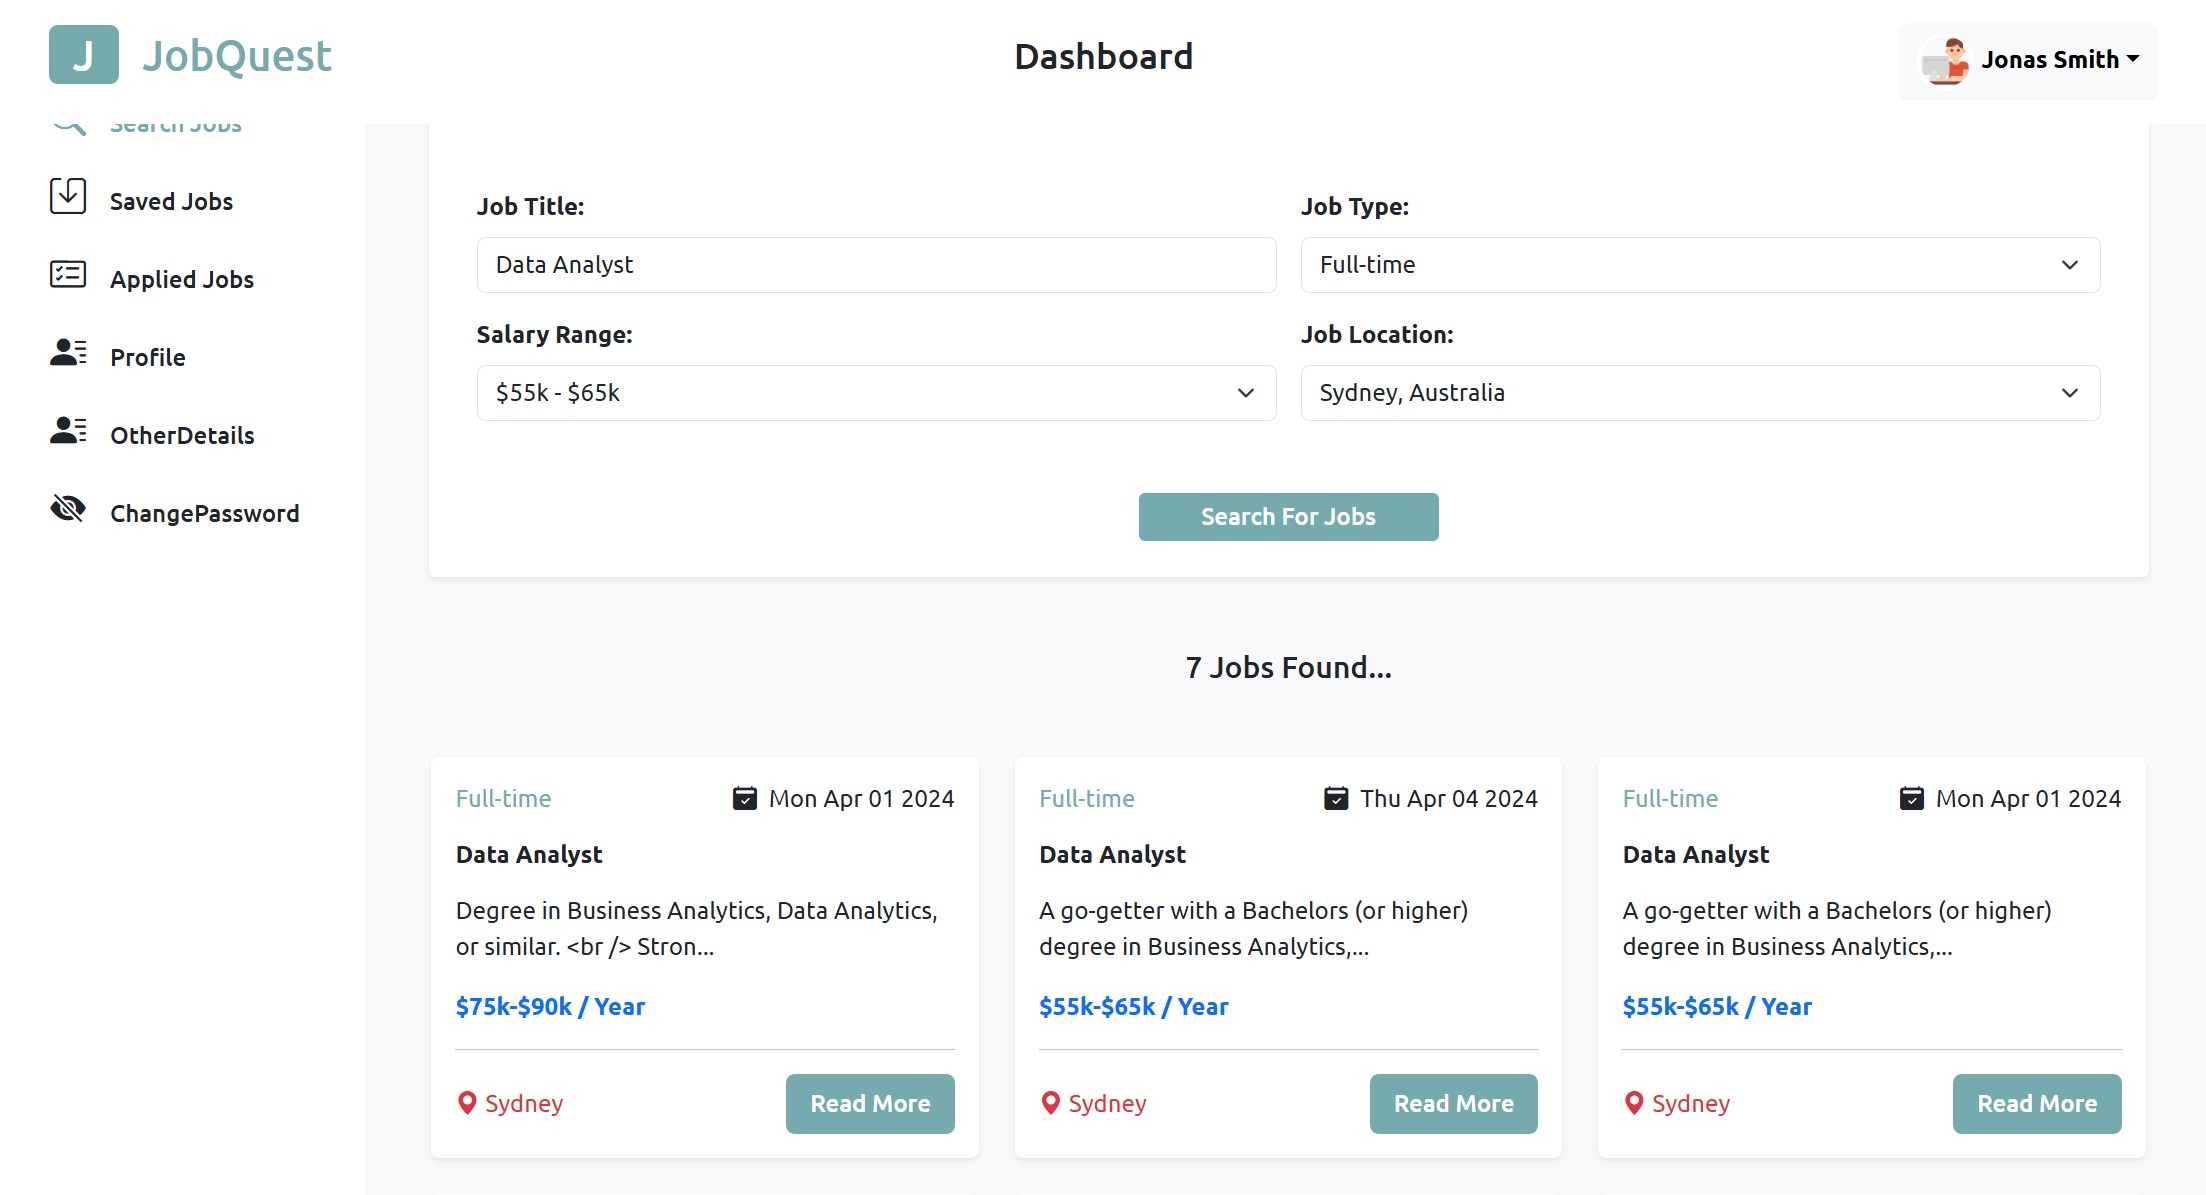 J JobQuest
Dashboard
Jonas Smith
Search Jobs
Saved Jobs
Applied Jobs
Profile
OtherDetails
ChangePassword
Job Title:
Data Analyst
Job Type:
Full-time
Salary Range:
$55k - $65k
Job Location:
Sydney, Australia
Search For Jobs
7 Jobs Found...
Full-time
Mon Apr 01 2024
Data Analyst
Degree in Business Analytics, Data Analytics,
or similar. <br /> Stron...
$75k-$90k / Year
Sydney
Read More
Full-time
Thu Apr 04 2024
Data Analyst
A go-getter with a Bachelors (or higher)
degree in Business Analytics,...
$55k-$65k / Year
Sydney
Read More
Full-time
Mon Apr 01 2024
Data Analyst
A go-getter with a Bachelors (or higher)
degree in Business Analytics,...
$55k-$65k / Year
Sydney
Read More